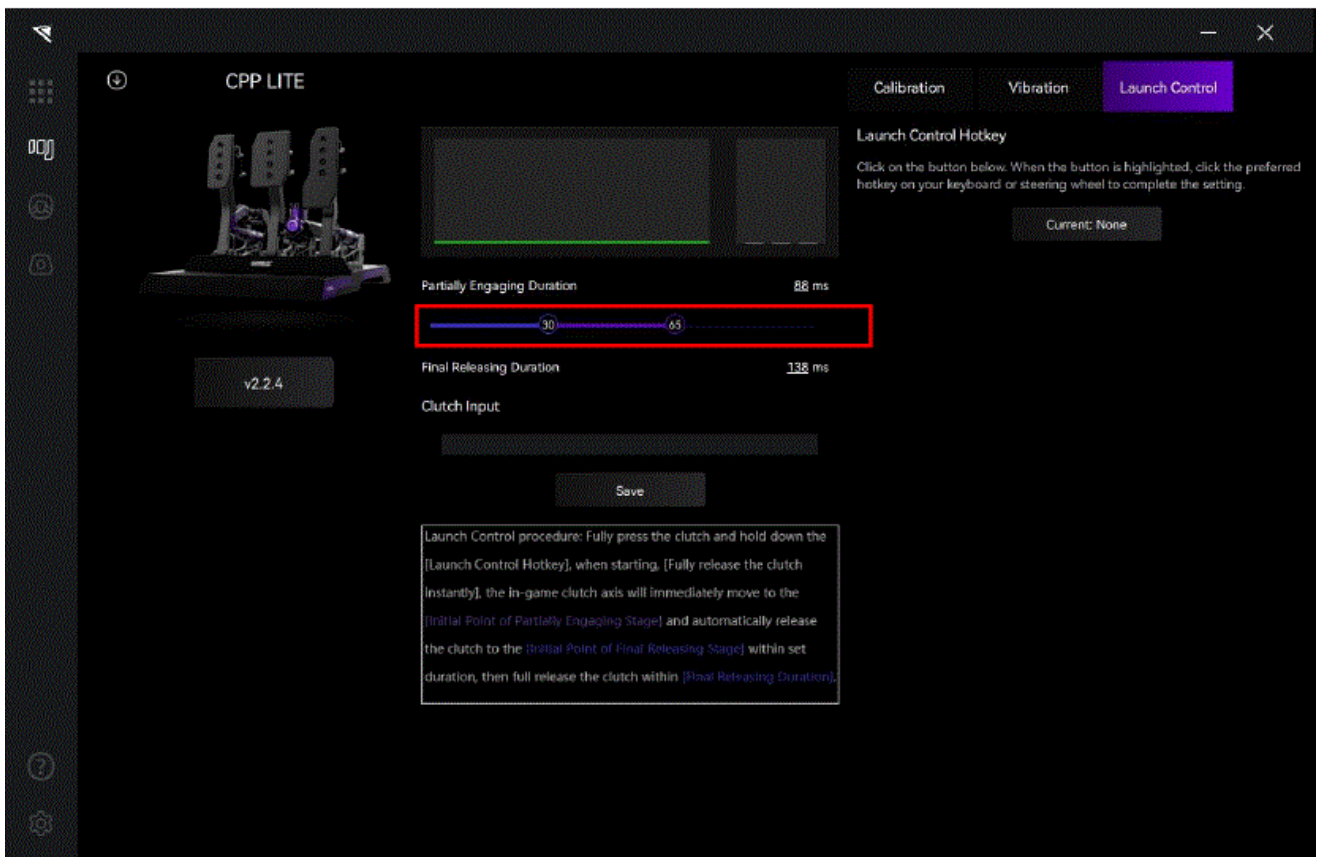 CPP LITE
Calibration
Vibration
Launch Control
Launch Control Hotkey
Click on the button below. When the button is highlighted, click the preferred
hotkey on your keyboard or steering wheel to complete the setting.
Current: None
Partially Engaging Duration
88 ms
30
65
Final Releasing Duration
138 ms
v2.2.4
Clutch Input
Save
Launch Control procedure: Fully press the clutch and hold down the
[Launch Control Hotkey], when starting, [Fully release the clutch
instantly], the in-game clutch axis will immediately move to the
[Initial Point of Partially Engaging Stage] and automatically release
the clutch to the [Initial Point of Final Releasing Stage] within set
duration, then full release the clutch within [Final Releasing Duration].